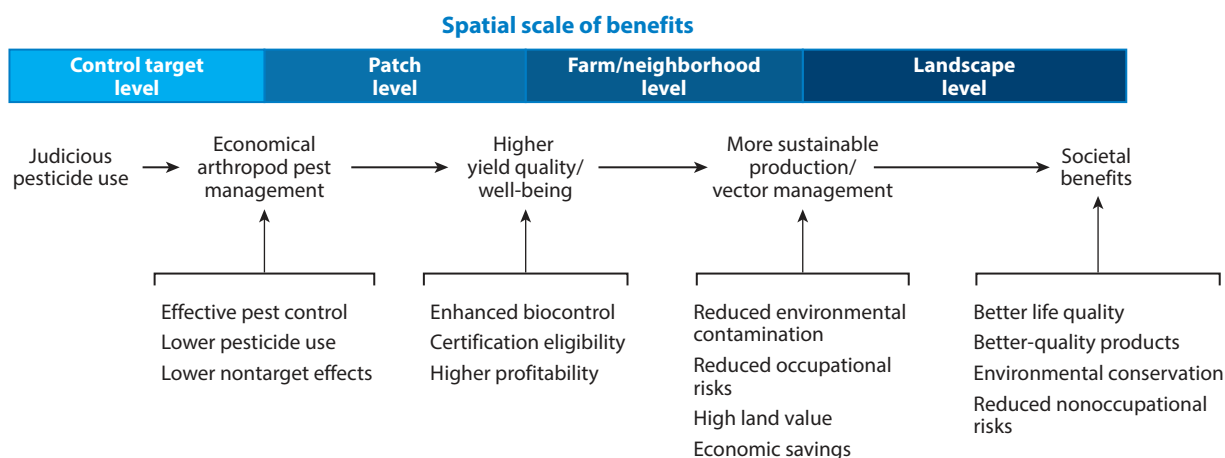 Spatial scale of benefits
Control target
level
Patch
level
Farm/neighborhood
level
Landscape
level
Judicious
pesticide use
Economical
arthropod pest
management
Higher
yield quality/
well-being
More sustainable
production/
vector management
Societal
benefits
Effective pest control
Lower pesticide use
Lower nontarget effects
Enhanced biocontrol
Certification eligibility
Higher profitability
Reduced environmental
contamination
Reduced occupational
risks
High land value
Economic savings
Better life quality
Better-quality products
Environmental conservation
Reduced nonoccupational
risks